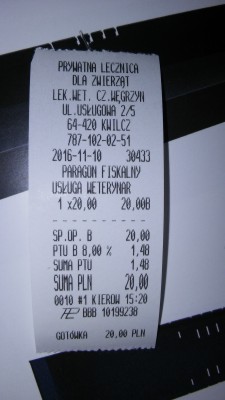 PRYWATNA LECZNICA
DLA ZWIERZĄT
LEK.WET. CZ.WĘGRZYN
UL.USŁUGOWA 2/5
64-420 KWILCZ
787-102-02-51
2016-11-10 30433
PARAGON FISKALNY
USŁUGA WETERYNAR
1 x20,00 20,00B
SP.OP. B 20,00
PTU B 8,00 % 1,48
SUMA PTU 1,48
SUMA PLN 20,00
0010 #1 KIEROW 15:20
BBB 10199238
GOTÓWKA 20,00 PLN